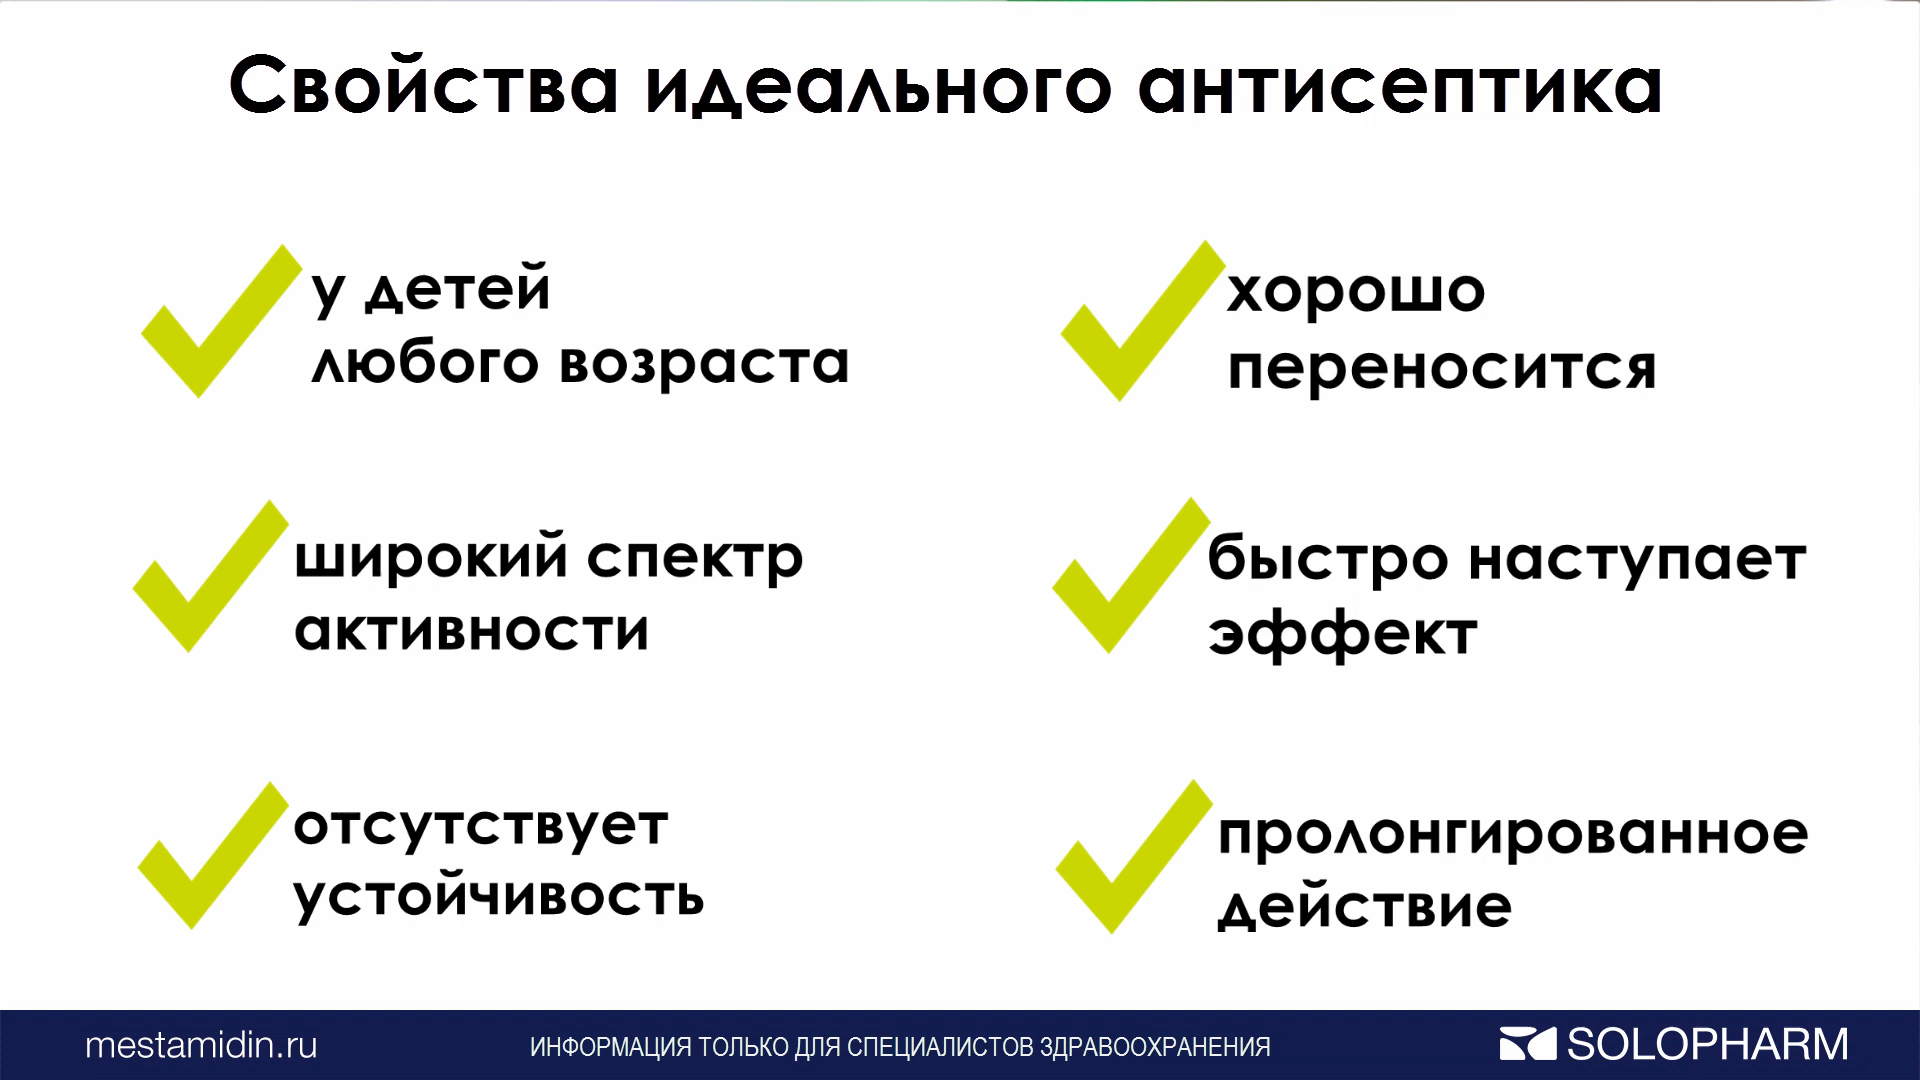 Свойства идеального антисептика
у детей
любого возраста
хорошо
переносится
широкий спектр
активности
быстро наступает
эффект
отсутствует
устойчивость
пролонгированное
действие
mestamidin.ru
ИНФОРМАЦИЯ ТОЛЬКО ДЛЯ СПЕЦИАЛИСТОВ ЗДРАВООХРАНЕНИЯ
SOLOPHARM